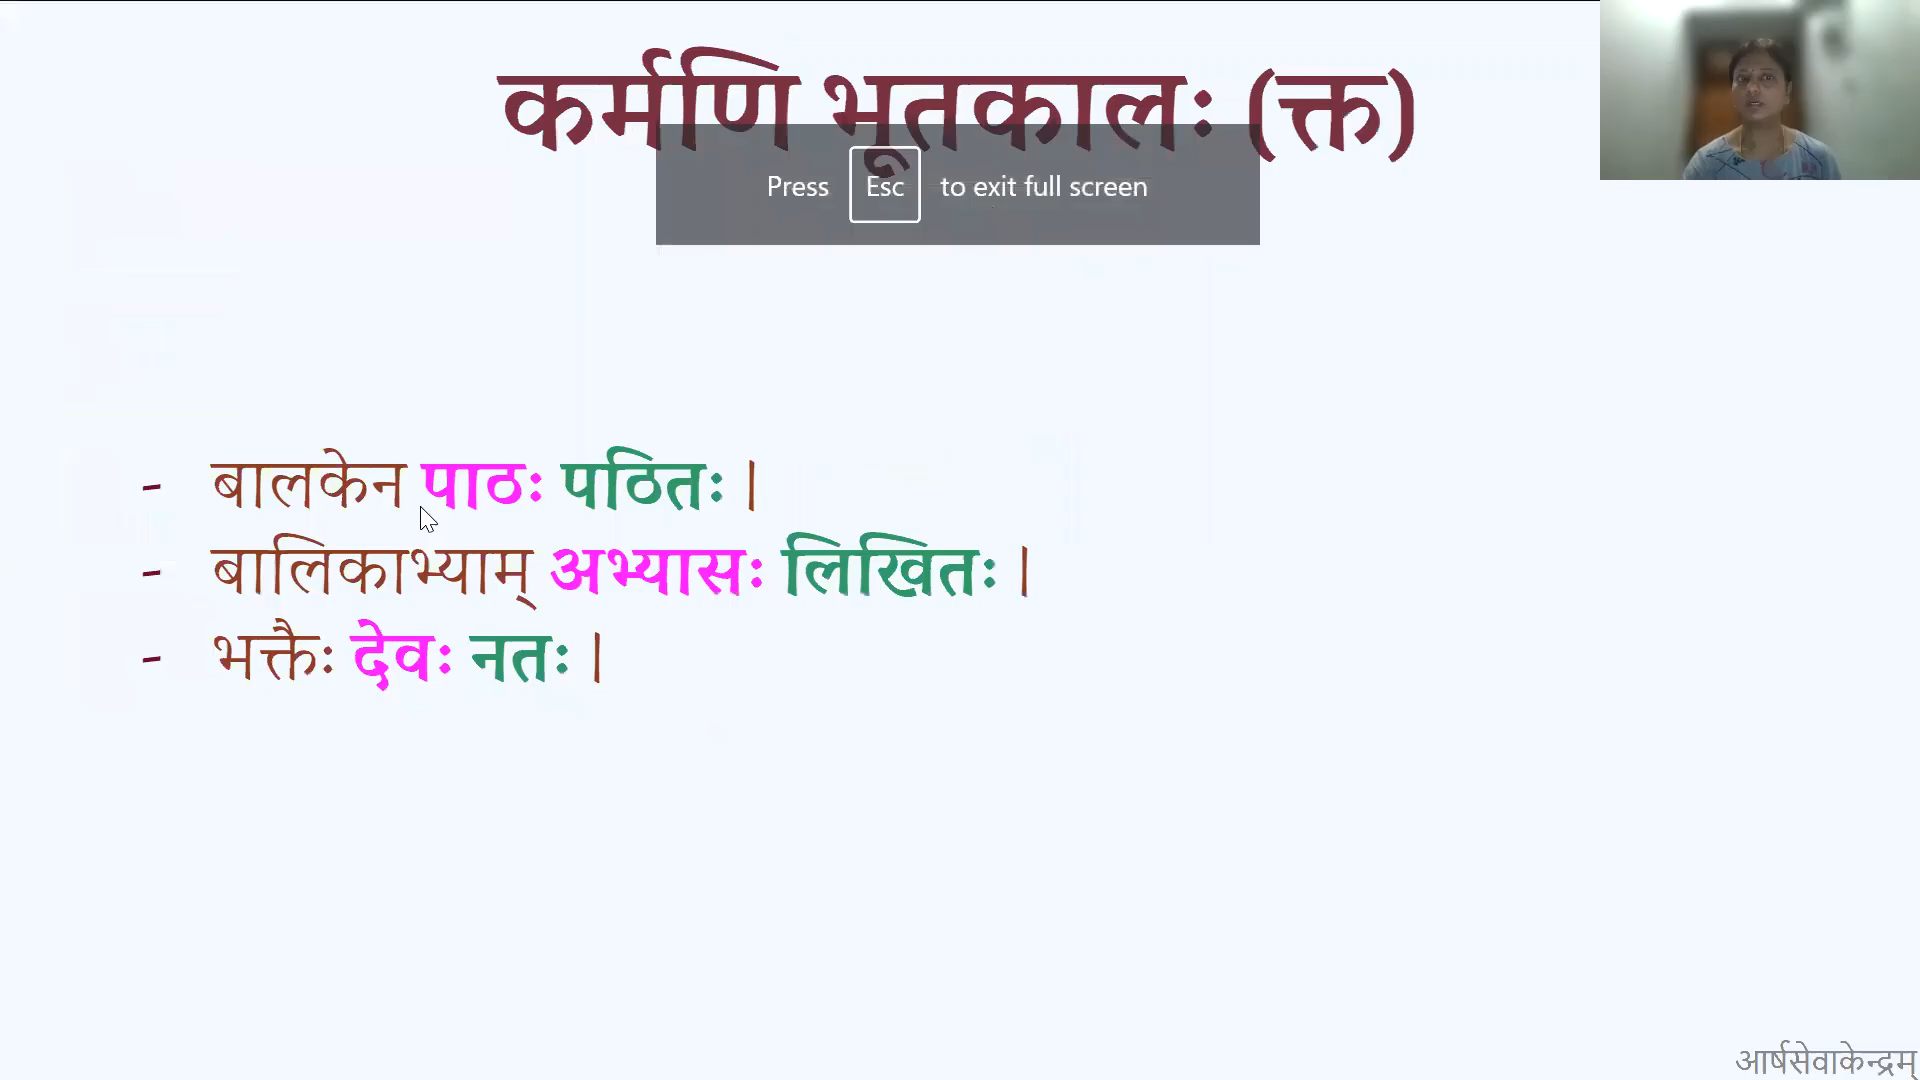 कर्मणि भूतकालः (क्त)
Press Esc to exit full screen
- बालकेन पाठः पठितः |
- बालिकाभ्याम् अभ्यासः लिखितः |
- भक्तैः देवः नतः |
आर्षसेवाकेन्द्रम्